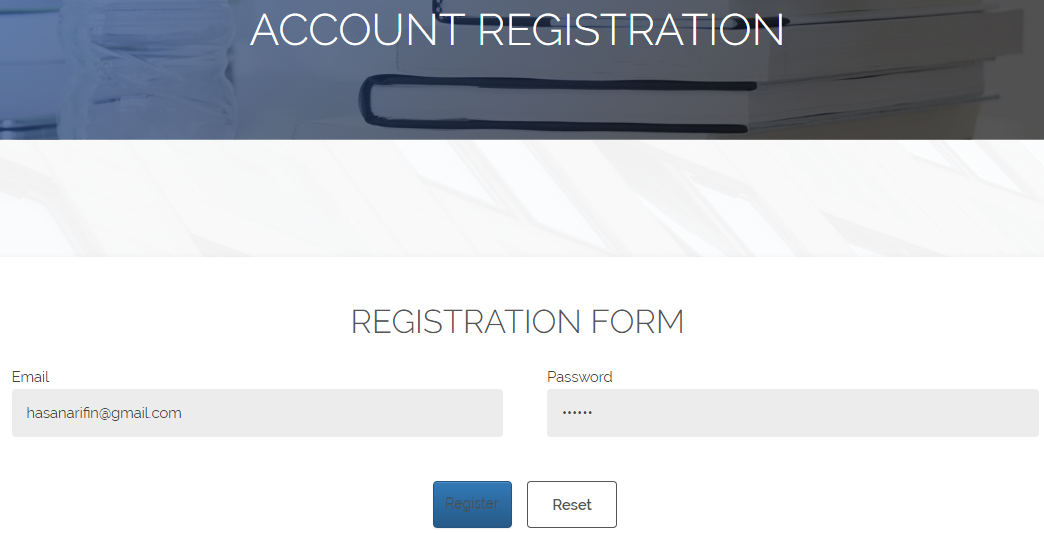 ACCOUNT REGISTRATION
REGISTRATION FORM
Email
Password
hasanarifin@gmail.com
••••••
Register
Reset